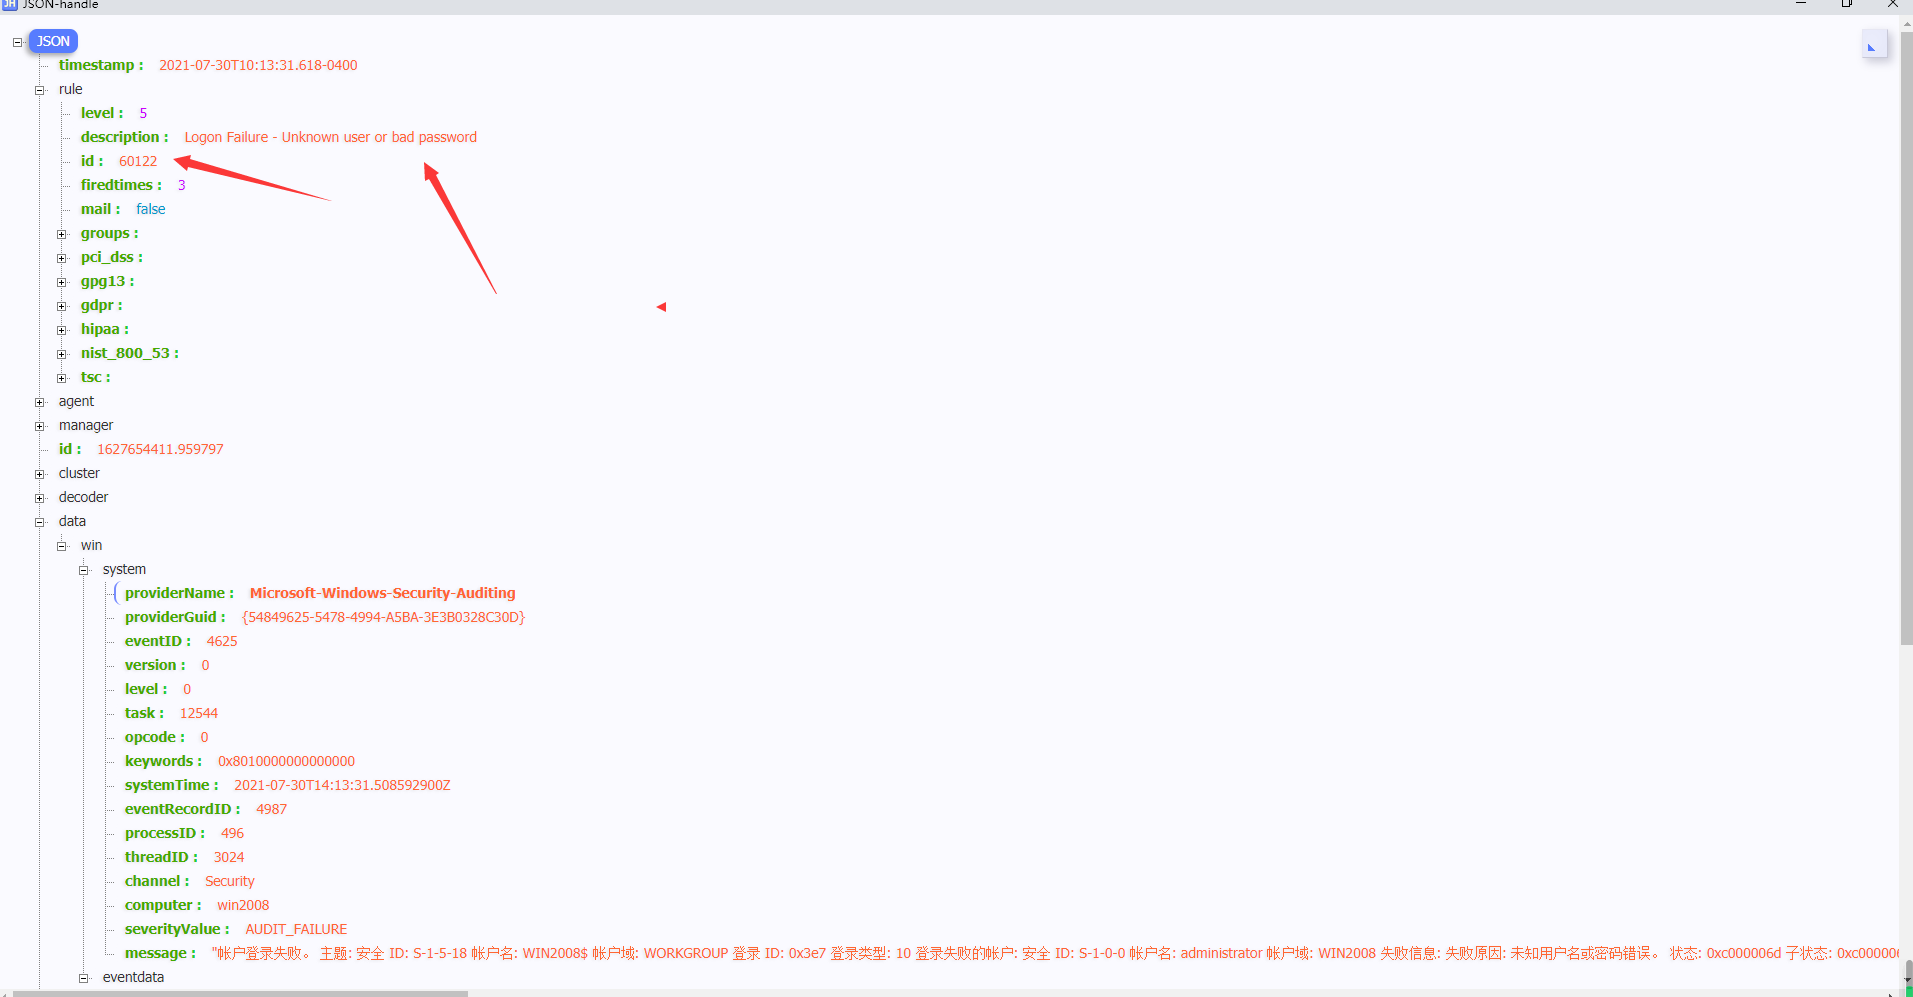 JSON-handle
JSON
timestamp : 2021-07-30T10:13:31.618-0400
rule
level : 5
description : Logon Failure - Unknown user or bad password
id : 60122
firedtimes : 3
mail : false
groups :
pci_dss :
gpg13 :
gdpr :
hipaa :
nist_800_53 :
tsc :
agent
manager
id : 1627654411.959797
cluster
decoder
data
win
system
providerName : Microsoft-Windows-Security-Auditing
providerGuid : {54849625-5478-4994-A5BA-3E3B0328C30D}
eventID : 4625
version : 0
level : 0
task : 12544
opcode : 0
keywords : 0x8010000000000000
systemTime : 2021-07-30T14:13:31.508592900Z
eventRecordID : 4987
processID : 496
threadID : 3024
channel : Security
computer : win2008
severityValue : AUDIT_FAILURE
message : "帐户登录失败。 主题: 安全 ID: S-1-5-18 帐户名: WIN2008$ 帐户域: WORKGROUP 登录 ID: 0x3e7 登录类型: 10 登录失败的帐户: 安全 ID: S-1-0-0 帐户名: administrator 帐户域: WIN2008 失败信息: 失败原因: 未知用户名或密码错误。 状态: 0xc000006d 子状态: 0xc000006
eventdata